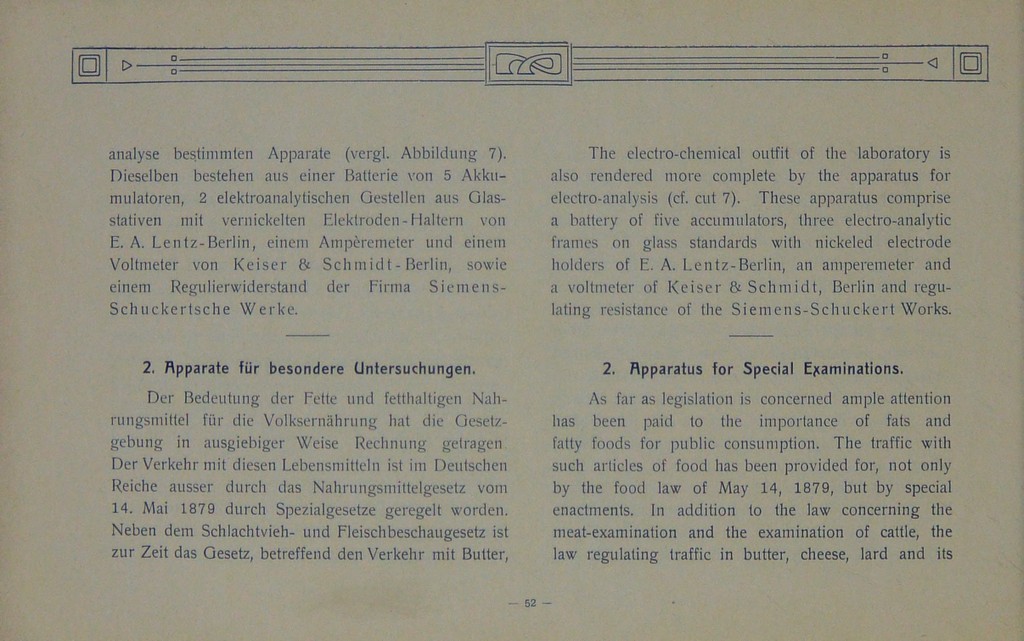 analyse bestimmten Apparate (vergl. Abbildung 7).
Dieselben bestehen aus einer Batterie von 5 Akku-
mulatoren, 2 elektroanalytischen Gestellen aus Glas-
stativen mit vernickelten Elektroden-Haltern von
E. A. Lentz-Berlin, einem Ampèremeter und einem
Voltmeter von Keiser & Schmidt-Berlin, sowie
einem Regulierwiderstand der Firma Siemens-
Schuckertsche Werke.
2. Apparate für besondere Untersuchungen.
Der Bedeutung der Fette und fetthaltigen Nah-
rungsmittel für die Volksernährung hat die Gesetz-
gebung in ausgiebiger Weise Rechnung getragen
Der Verkehr mit diesen Lebensmitteln ist im Deutschen
Reiche ausser durch das Nahrungsmittelgesetz vom
14. Mai 1879 durch Spezialgesetze geregelt worden.
Neben dem Schlachtvieh- und Fleischbeschaugesetz ist
zur Zeit das Gesetz, betreffend den Verkehr mit Butter,
The electro-chemical outfit of the laboratory is
also rendered more complete by the apparatus for
electro-analysis (cf. cut 7). These apparatus comprise
a battery of five accumulators, three electro-analytic
frames on glass standards with nickeled electrode
holders of E. A. Lentz-Berlin, an amperemeter and
a voltmeter of Keiser & Schmidt, Berlin and regu-
lating resistance of the Siemens-Schuckert Works.
2. Apparatus for Special Examinations.
As far as legislation is concerned ample attention
has been paid to the importance of fats and
fatty foods for public consumption. The traffic with
such articles of food has been provided for, not only
by the food law of May 14, 1879, but by special
enactments. In addition to the law concerning the
meat-examination and the examination of cattle, the
law regulating traffic in butter, cheese, lard and its
— 52 —